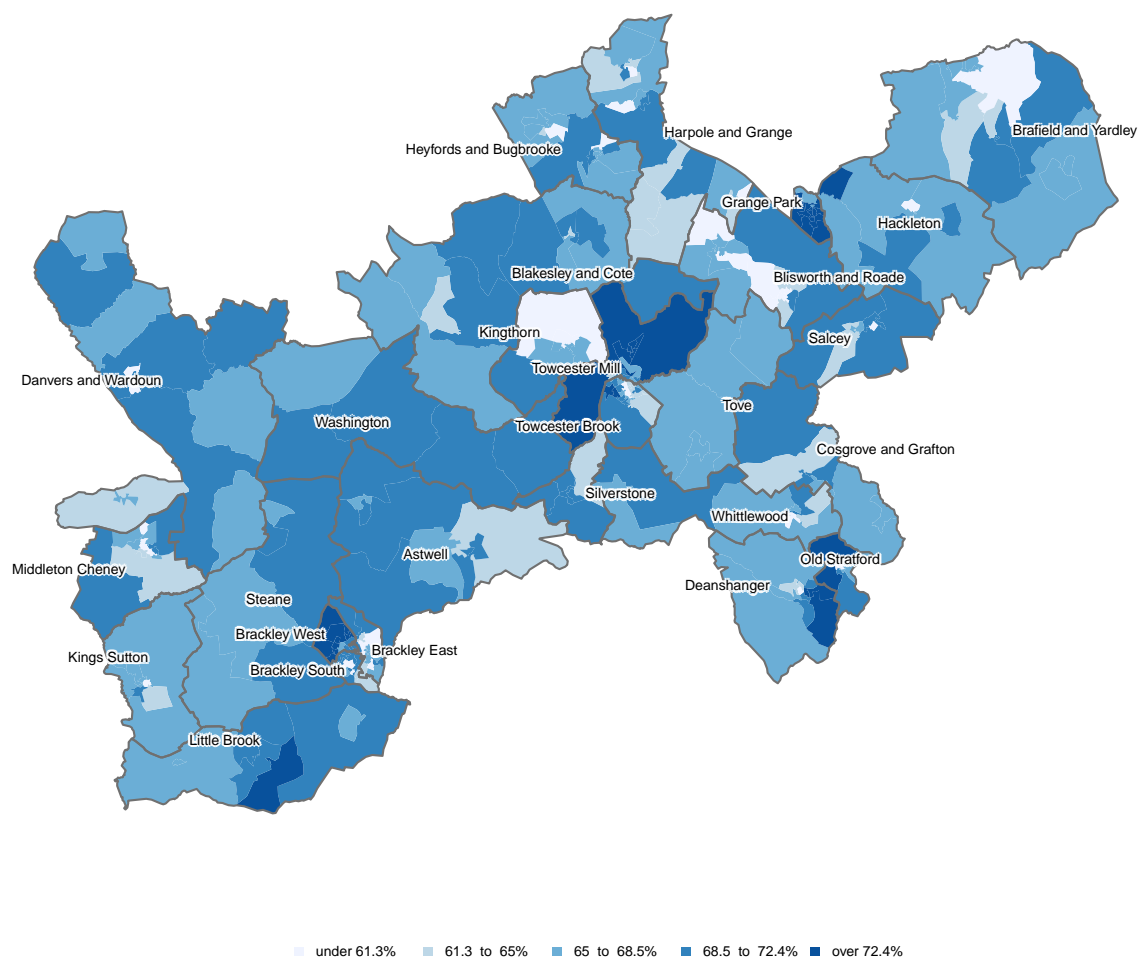 Harpole and Grange
Brafield and Yardley
Heyfords and Bugbrooke
Grange Park
Hackleton
Blakesley and Cote
Blisworth and Roade
Kingthorn
Salcey
Towcester Mill
Danvers and Wardoun
Tove
Washington
Towcester Brook
Cosgrove and Grafton
Silverstone
Whittlewood
Astwell
Old Stratford
Middleton Cheney
Deanshanger
Steane
Brackley West
Brackley East
Kings Sutton
Brackley South
Little Brook
under 61.3% 61.3 to 65% 65 to 68.5% 68.5 to 72.4% over 72.4%